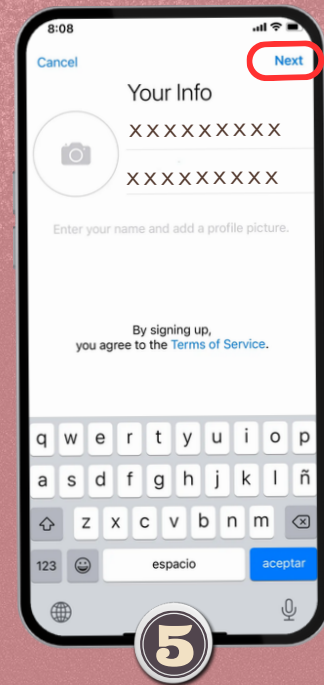 8:08
Cancel Next
Your Info
XXXXXXXXX
XXXXXXXXX
Enter your name and add a profile picture.
By signing up,
you agree to the Terms of Service.
q w e r t y u i o p
a s d f g h j k l ñ
z x c v b n m
123 espacio aceptar
5